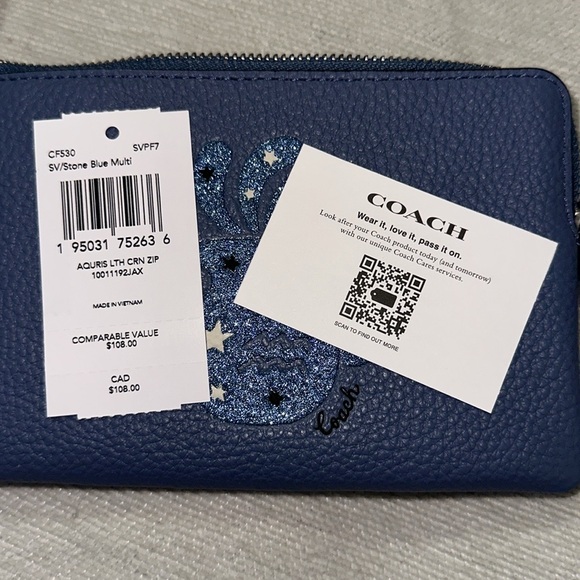 CF530 SVPF7
SV/Stone Blue Multi
1 95031 75263 6
AQURIS LTH CRN ZIP
10011192JAX
MADE IN VIETNAM
COMPARABLE VALUE
$108.00
CAD
$108.00
COACH
Wear it, love it, pass it on.
Look after your Coach product today (and tomorrow)
with our unique Coach Cares services.
SCAN TO FIND OUT MORE
Coach